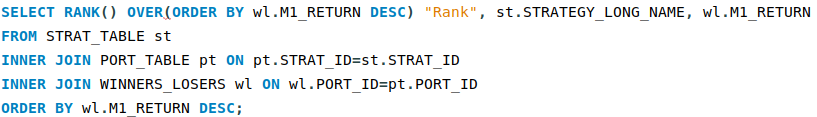 SELECT RANK() OVER(ORDER BY wl.M1_RETURN DESC) "Rank", st.STRATEGY_LONG_NAME, wl.M1_RETURN
FROM STRAT_TABLE st
INNER JOIN PORT_TABLE pt ON pt.STRAT_ID=st.STRAT_ID
INNER JOIN WINNERS_LOSERS wl ON wl.PORT_ID=pt.PORT_ID
ORDER BY wl.M1_RETURN DESC;